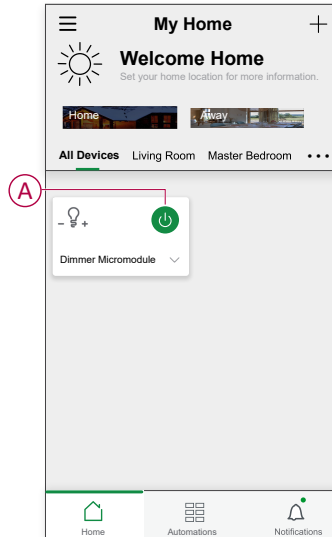 My Home
Welcome Home
Set your home location for more information.
Home Away
All Devices Living Room Master Bedroom
A
Dimmer Micromodule
Home Automations Notifications